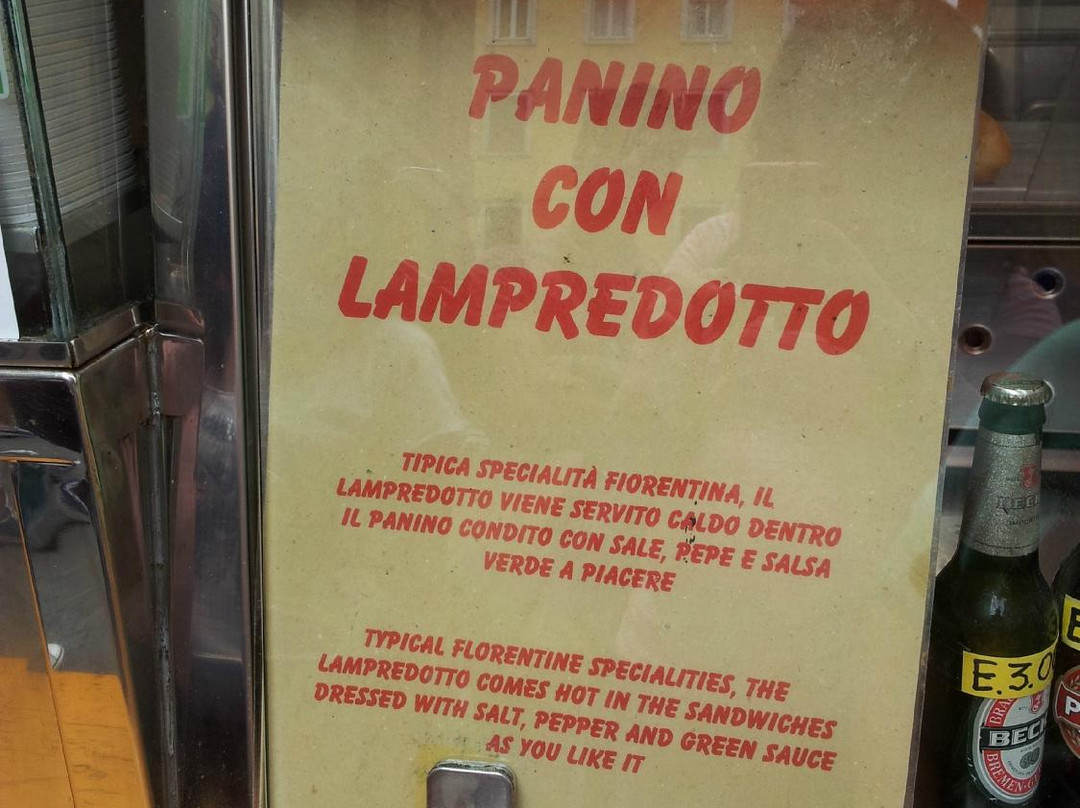 PANINO
CON
LAMPREDOTTO
TIPICA SPECIALITÀ FIORENTINA, IL
LAMPREDOTTO VIENE SERVITO CALDO DENTRO
IL PANINO CONDITO CON SALE, PEPE E SALSA
VERDE A PIACERE
TYPICAL FLORENTINE SPECIALITIES, THE
LAMPREDOTTO COMES HOT IN THE SANDWICHES
DRESSED WITH SALT, PEPPER AND GREEN SAUCE
AS YOU LIKE IT
E.3.0
BECK